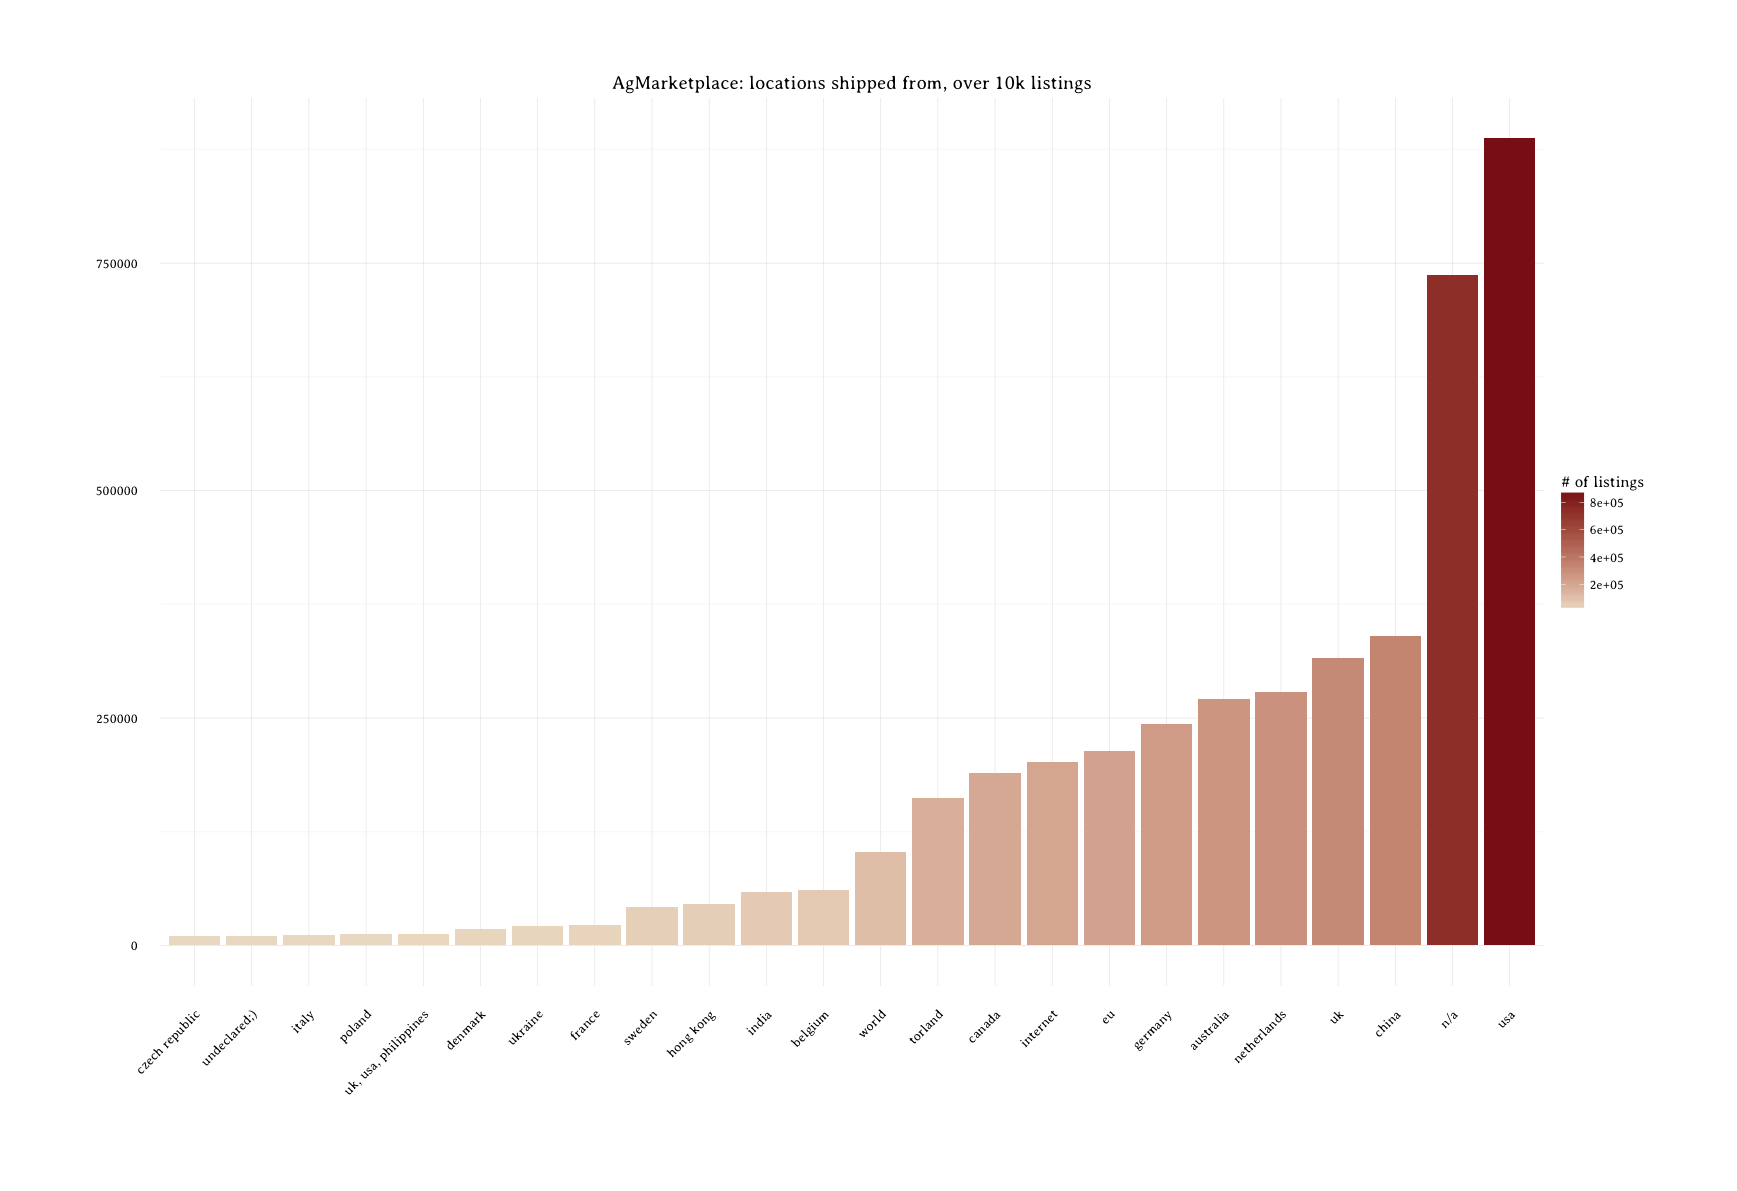 AgMarketplace: locations shipped from, over 10k listings
750000
500000
250000
0
# of listings
8e+05
6e+05
4e+05
2e+05
czech republic
undeclared:)
italy
poland
uk, usa, philippines
denmark
ukraine
france
sweden
hong kong
india
belgium
world
torland
canada
internet
eu
germany
australia
netherlands
uk
china
n/a
usa